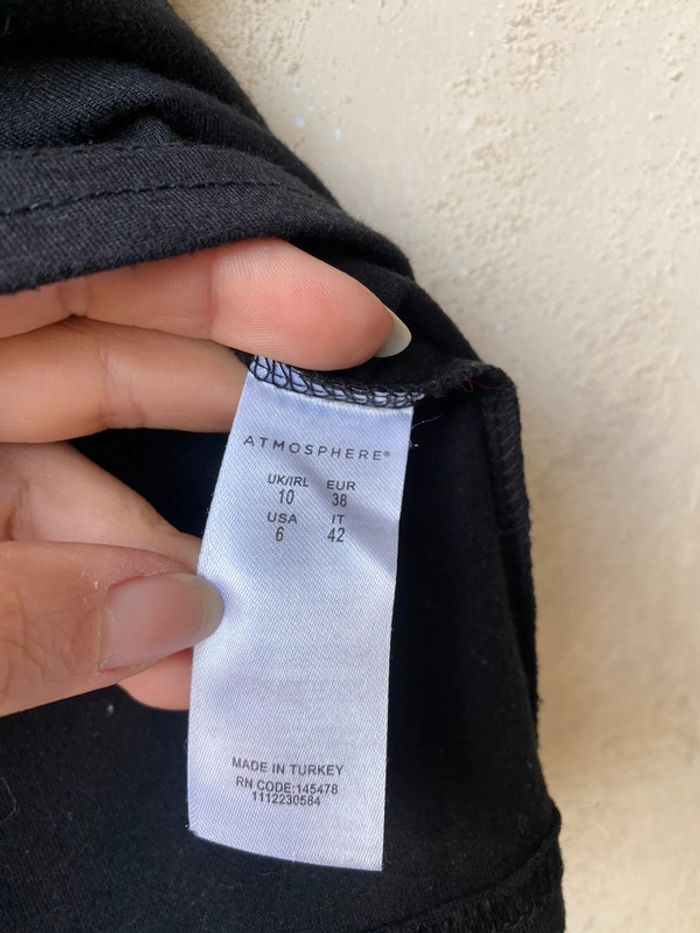 ATMOSPHERE®
UK/IRL EUR
10 38
USA IT
6 42
MADE IN TURKEY
RN CODE:145478
1112230584